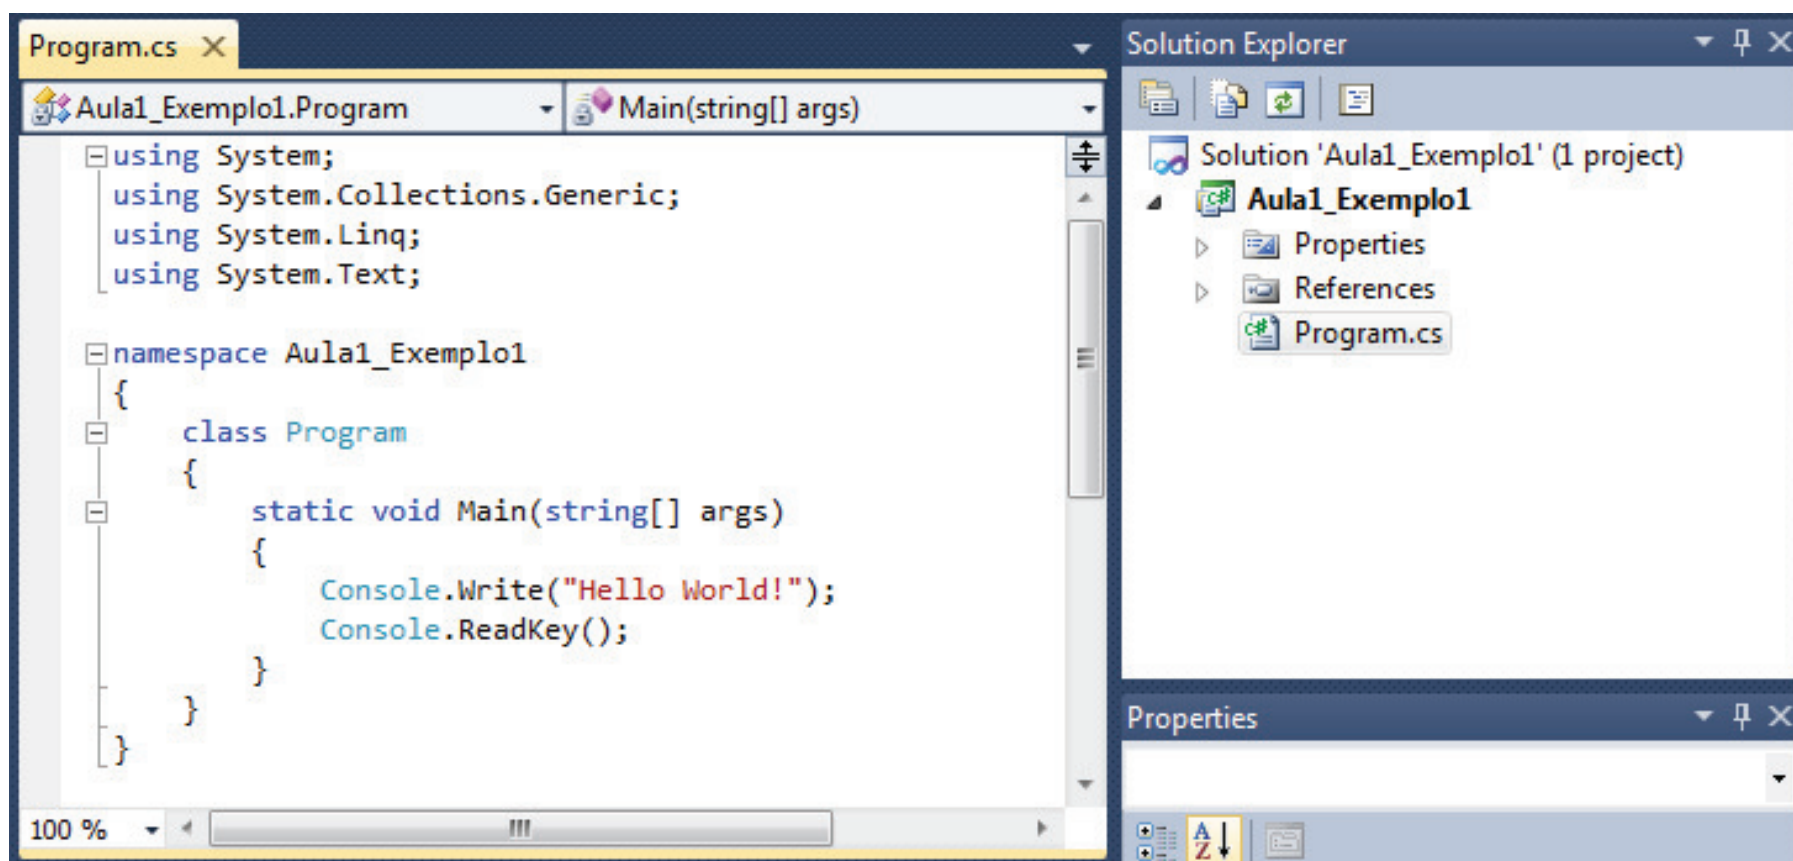 Program.cs
Aula1_Exemplo1.Program
Main(string[] args)
using System;
using System.Collections.Generic;
using System.Linq;
using System.Text;
namespace Aula1_Exemplo1
{
class Program
{
static void Main(string[] args)
{
Console.Write("Hello World!");
Console.ReadKey();
}
}
}
100 %
Solution Explorer
Solution 'Aula1_Exemplo1' (1 project)
Aula1_Exemplo1
Properties
References
Program.cs
Properties